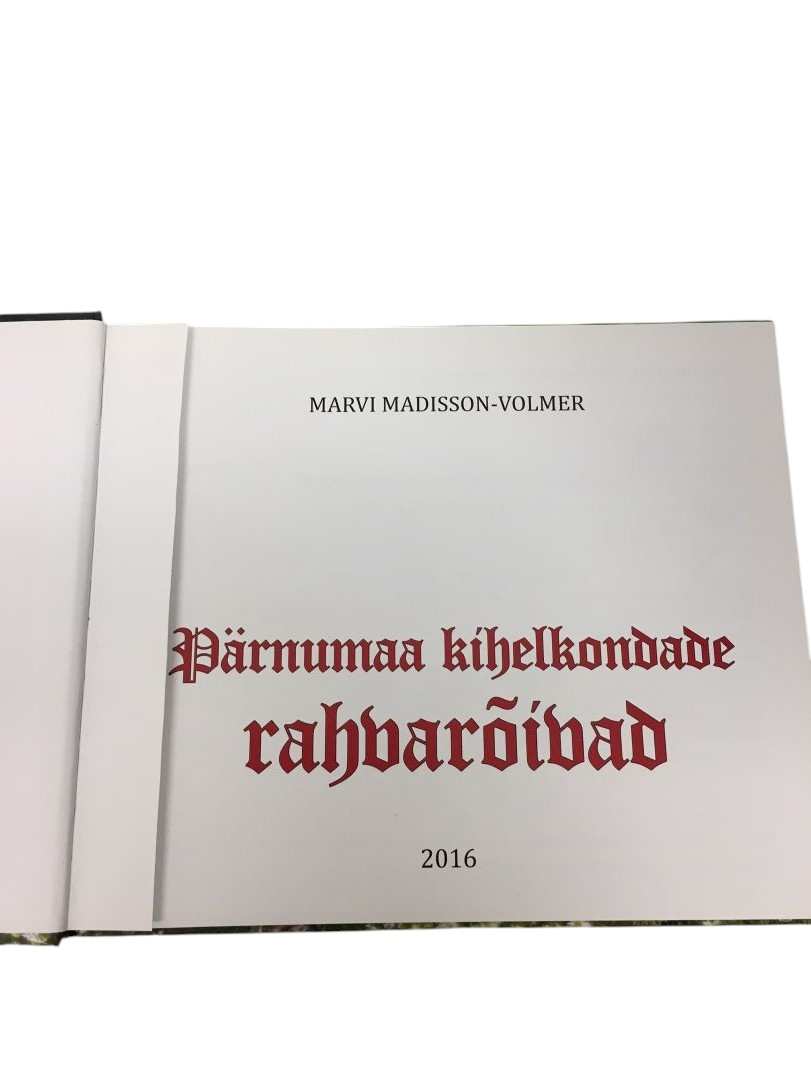 MARVI MADISSON-VOLMER
Pärnumaa kihelkondade
rahvarõivad
2016